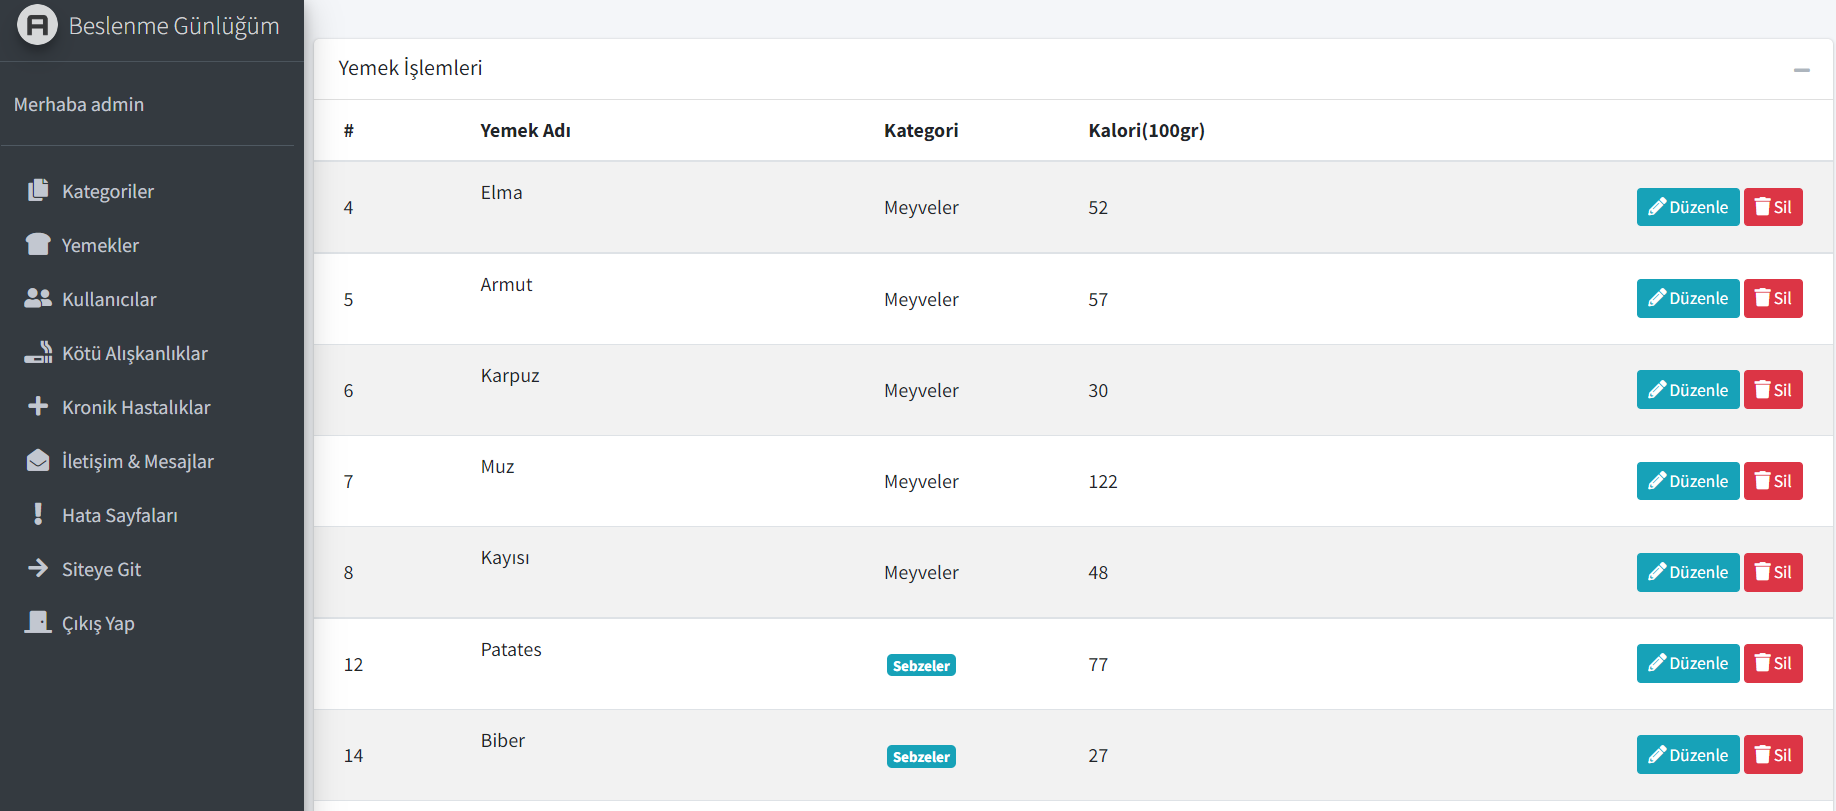 Beslenme Günlüğüm
Merhaba admin
Kategoriler
Yemekler
Kullanıcılar
Kötü Alışkanlıklar
Kronik Hastalıklar
İletişim & Mesajlar
Hata Sayfaları
Siteye Git
Çıkış Yap
Yemek İşlemleri
# Yemek Adı Kategori Kalori(100gr)
4 Elma Meyveler 52 Düzenle Sil
5 Armut Meyveler 57 Düzenle Sil
6 Karpuz Meyveler 30 Düzenle Sil
7 Muz Meyveler 122 Düzenle Sil
8 Kayısı Meyveler 48 Düzenle Sil
12 Patates Sebzeler 77 Düzenle Sil
14 Biber Sebzeler 27 Düzenle Sil